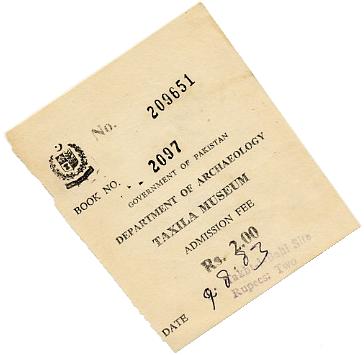 No. 209651
BOOK NO. 2097
GOVERNMENT OF PAKISTAN
DEPARTMENT OF ARCHAEOLOGY
TAXILA MUSEUM
ADMISSION FEE
Rs. 2.00
Site
Rupees: Two
DATE 9.8.83